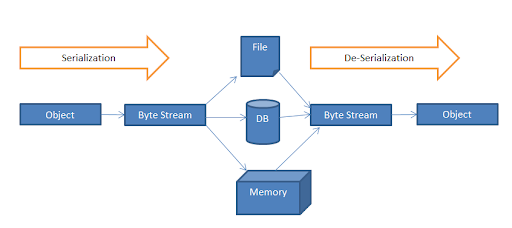 File
Serialization
De-Serialization
Object
Byte Stream
DB
Byte Stream
Object
Memory